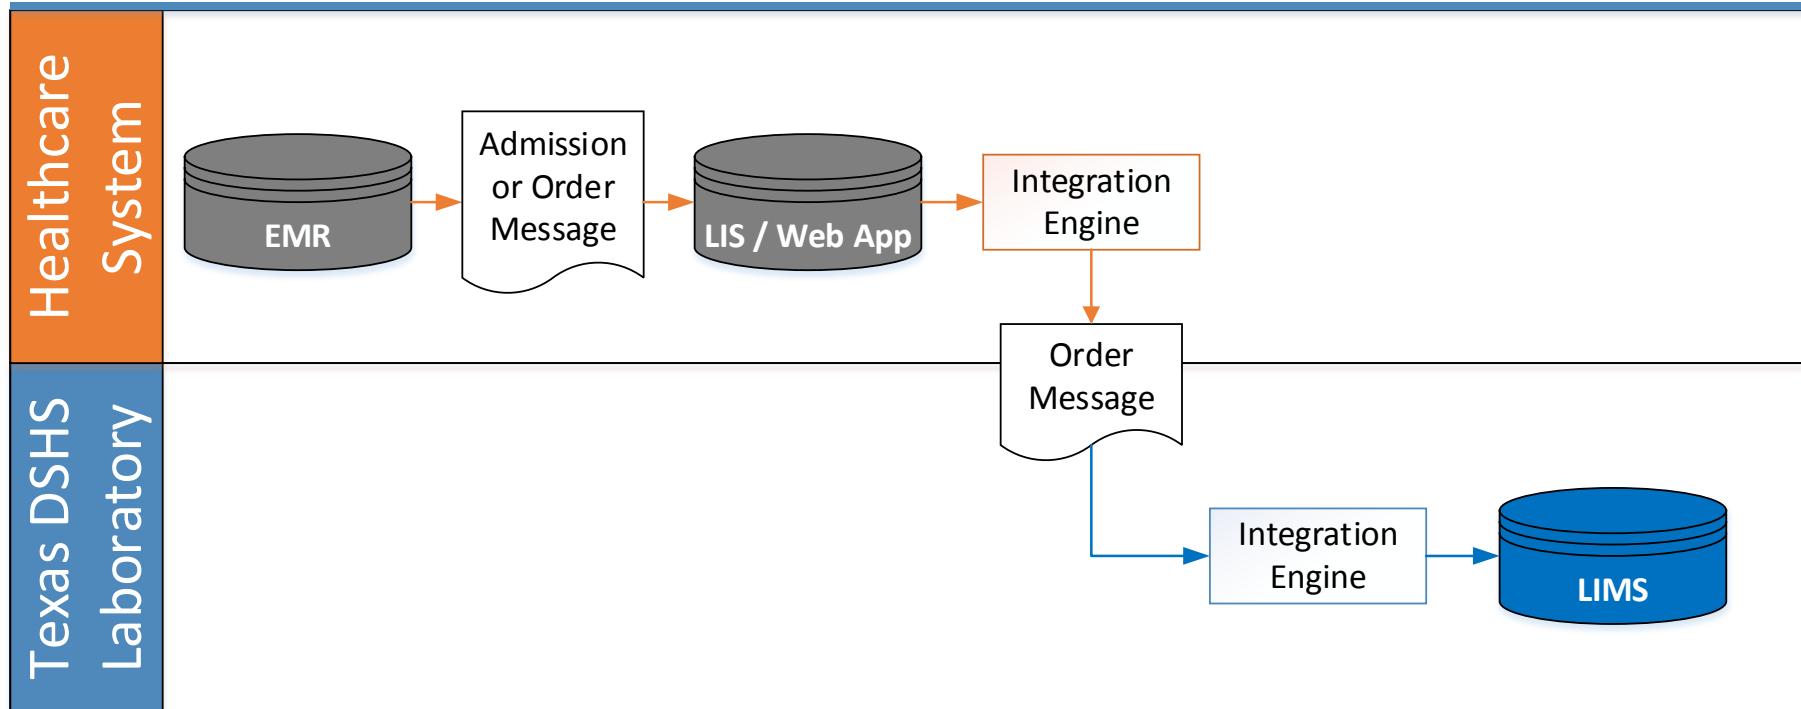 Healthcare
System
EMR
Admission
or Order
Message
LIS / Web App
Integration
Engine
Order
Message
Texas DSHS
Laboratory
Integration
Engine
LIMS